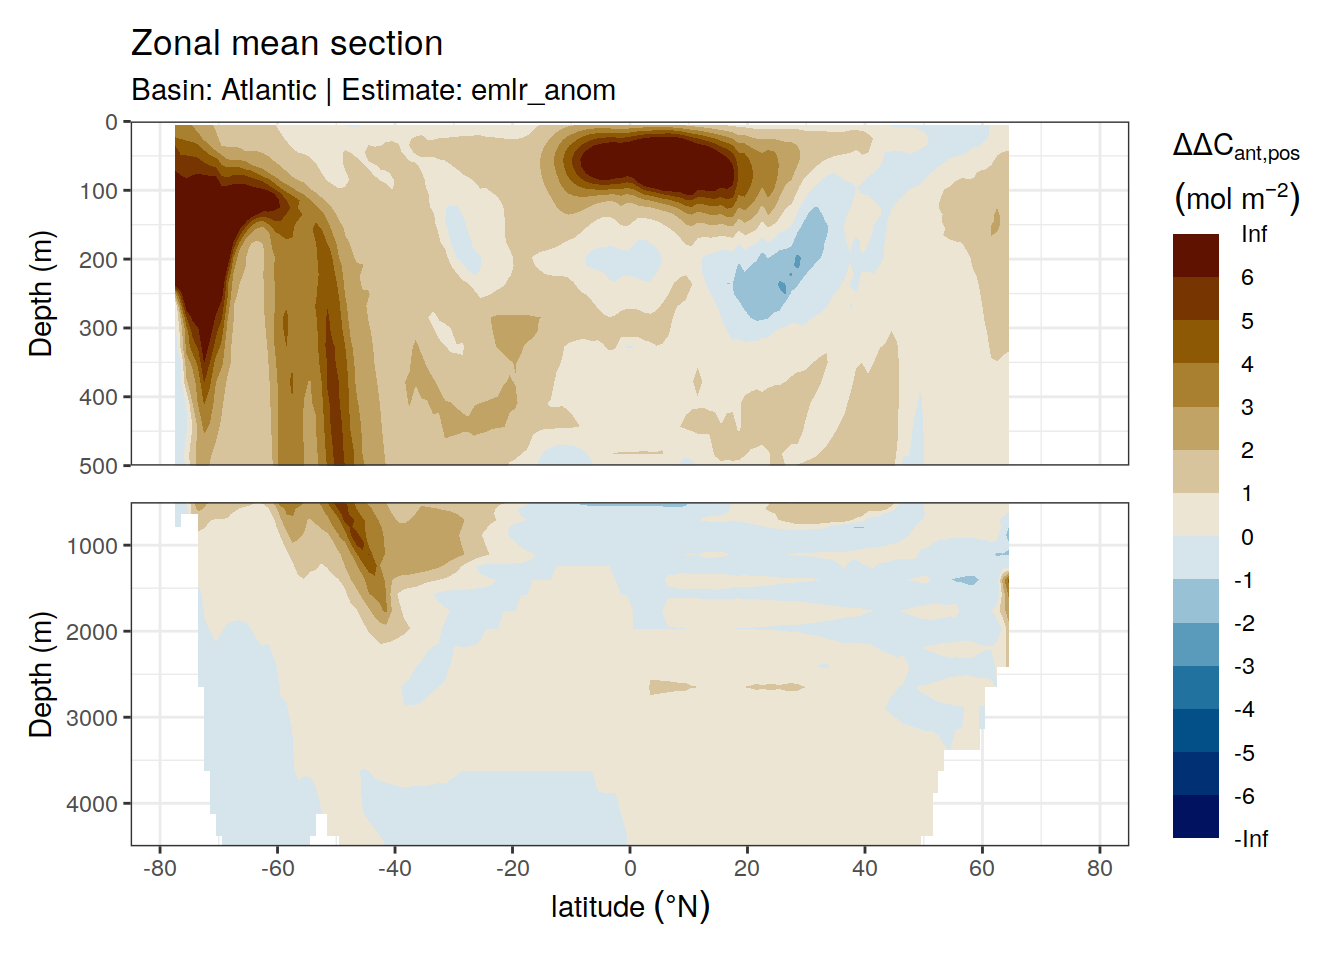 Zonal mean section
Basin: Atlantic | Estimate: emlr_anom
0
100
200
300
400
500
Depth (m)
1000
2000
3000
4000
Depth (m)
-80 -60 -40 -20 0 20 40 60 80
latitude (°N)
ΔΔC_ant,pos
(mol m⁻²)
Inf
6
5
4
3
2
1
0
-1
-2
-3
-4
-5
-6
-Inf